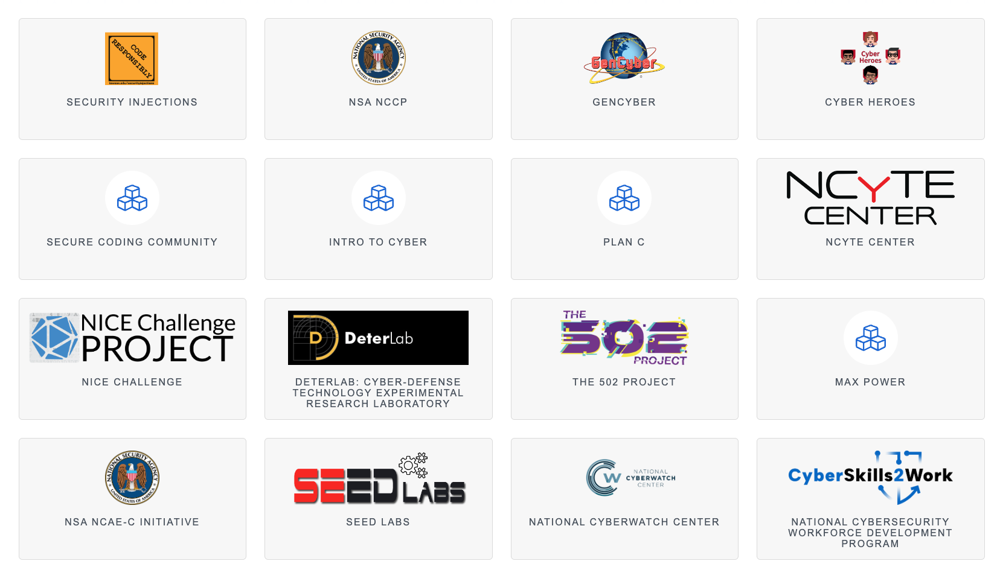 CODE
RESPONSIBLY
towson.edu/securityinjections
SECURITY INJECTIONS
NATIONAL SECURITY AGENCY
UNITED STATES OF AMERICA
NSA NCCP
GenCyber
GENCYBER
Cyber
Heroes
CYBER HEROES
SECURE CODING COMMUNITY
INTRO TO CYBER
PLAN C
NCYTE
CENTER
NCYTE CENTER
NICE Challenge
PROJECT
NICE CHALLENGE
D DeterLab
DETERLAB: CYBER-DEFENSE
TECHNOLOGY EXPERIMENTAL
RESEARCH LABORATORY
THE
502
PROJECT
THE 502 PROJECT
MAX POWER
NATIONAL SECURITY AGENCY
UNITED STATES OF AMERICA
NSA NCAE-C INITIATIVE
SEED LABS
SEED LABS
CW
NATIONAL
CYBERWATCH
CENTER
NATIONAL CYBERWATCH CENTER
CyberSkills2Work
NATIONAL CYBERSECURITY
WORKFORCE DEVELOPMENT
PROGRAM